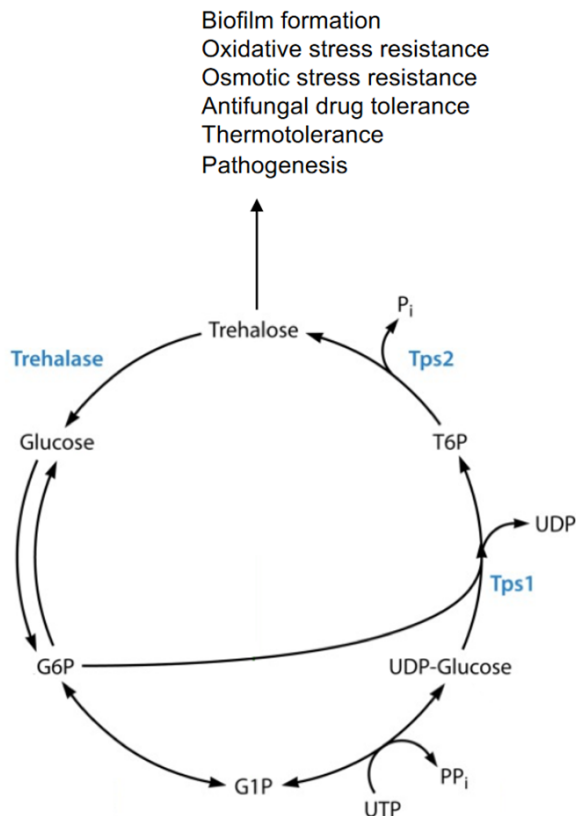 Biofilm formation
Oxidative stress resistance
Osmotic stress resistance
Antifungal drug tolerance
Thermotolerance
Pathogenesis
Pi
Trehalose
Trehalase
Tps2
Glucose
T6P
UDP
Tps1
G6P
UDP-Glucose
G1P
PPi
UTP